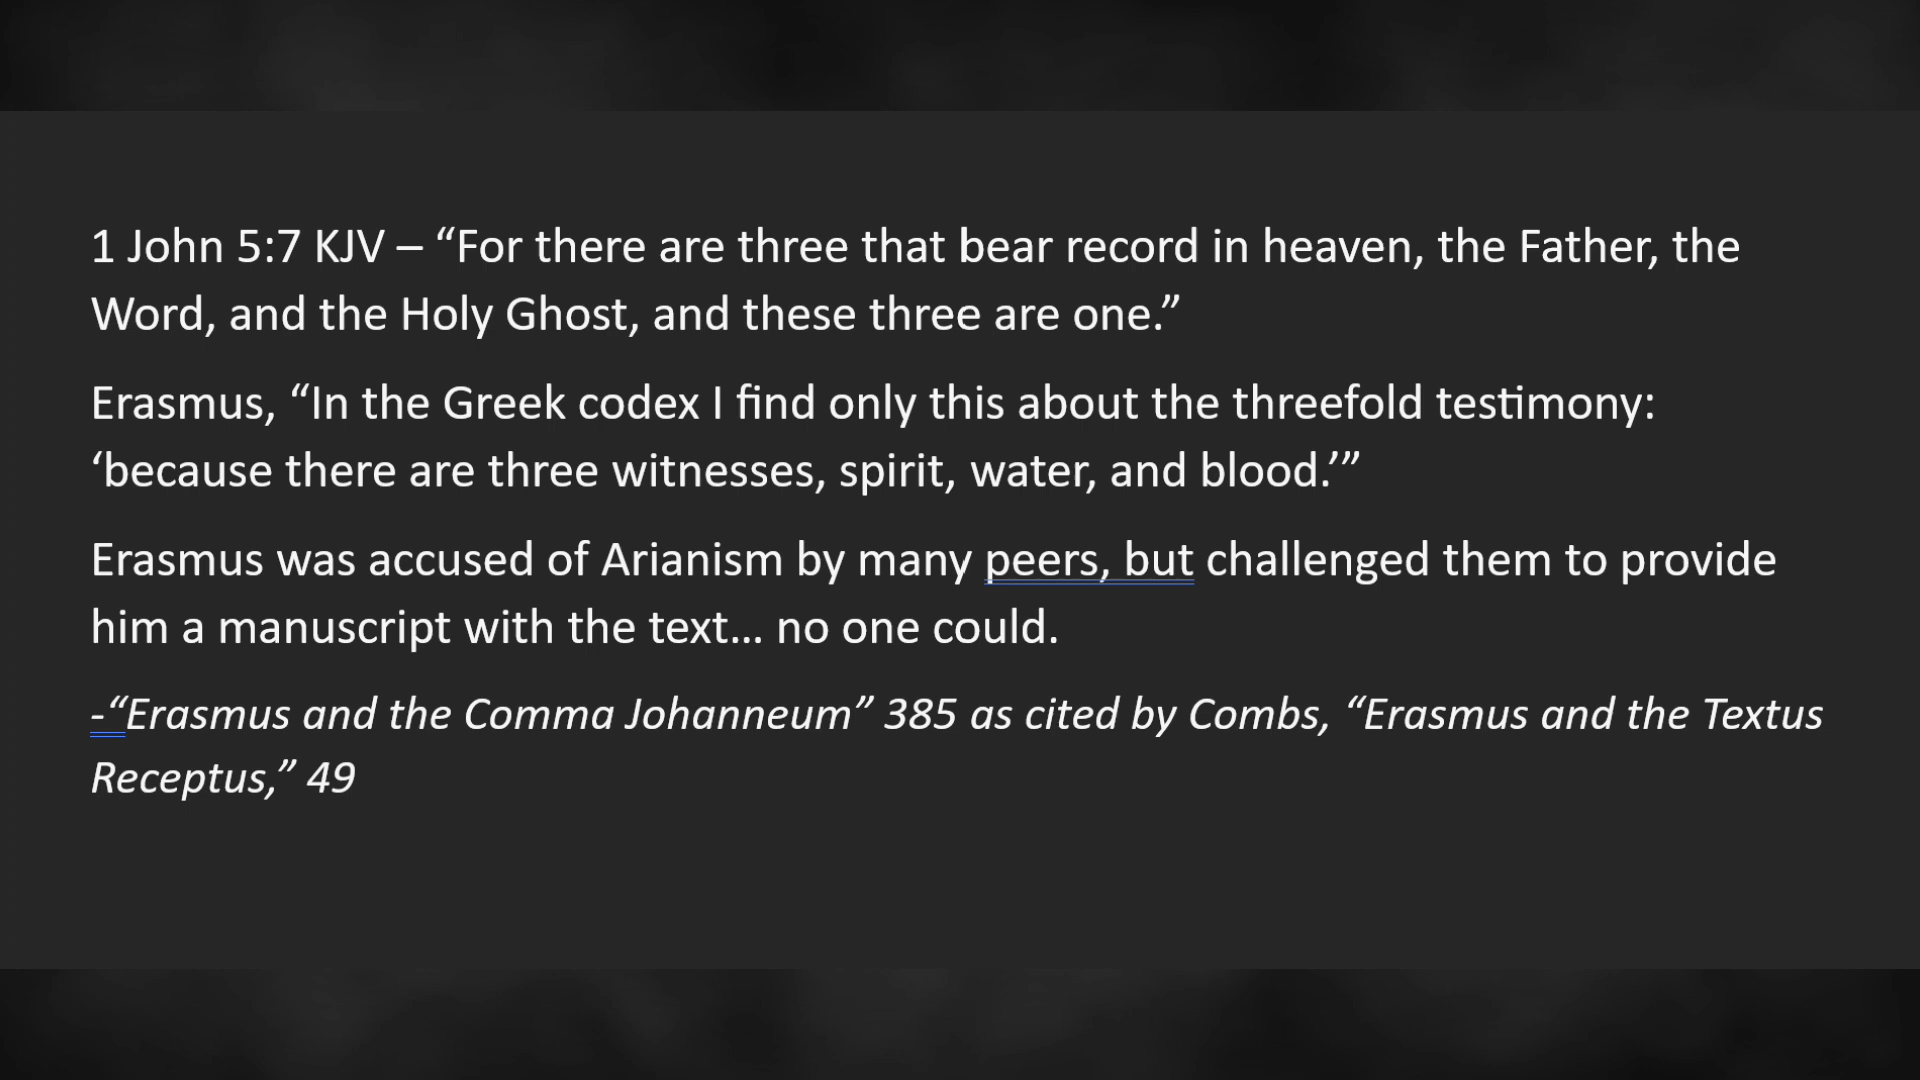 1 John 5:7 KJV – “For there are three that bear record in heaven, the Father, the
Word, and the Holy Ghost, and these three are one.”
Erasmus, “In the Greek codex I find only this about the threefold testimony:
‘because there are three witnesses, spirit, water, and blood.’”
Erasmus was accused of Arianism by many peers, but challenged them to provide
him a manuscript with the text… no one could.
-“Erasmus and the Comma Johanneum” 385 as cited by Combs, “Erasmus and the Textus
Receptus,” 49